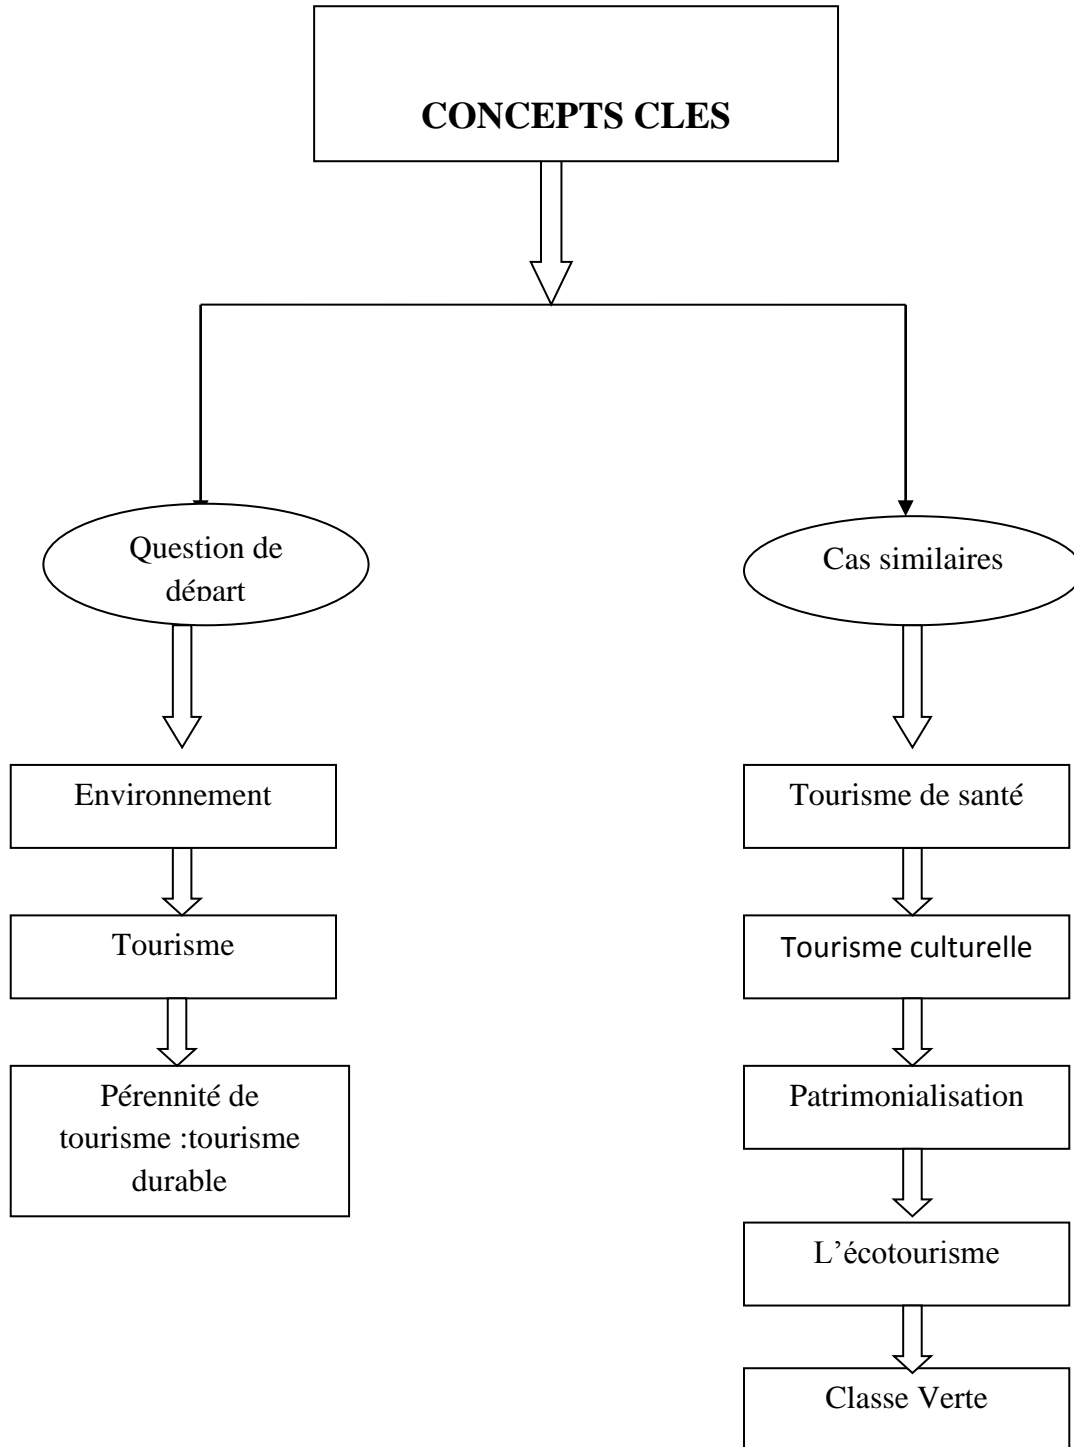 CONCEPTS CLES
Question de
départ
Cas similaires
Environnement
Tourisme
Pérennité de
tourisme :tourisme
durable
Tourisme de santé
Tourisme culturelle
Patrimonialisation
L’écotourisme
Classe Verte